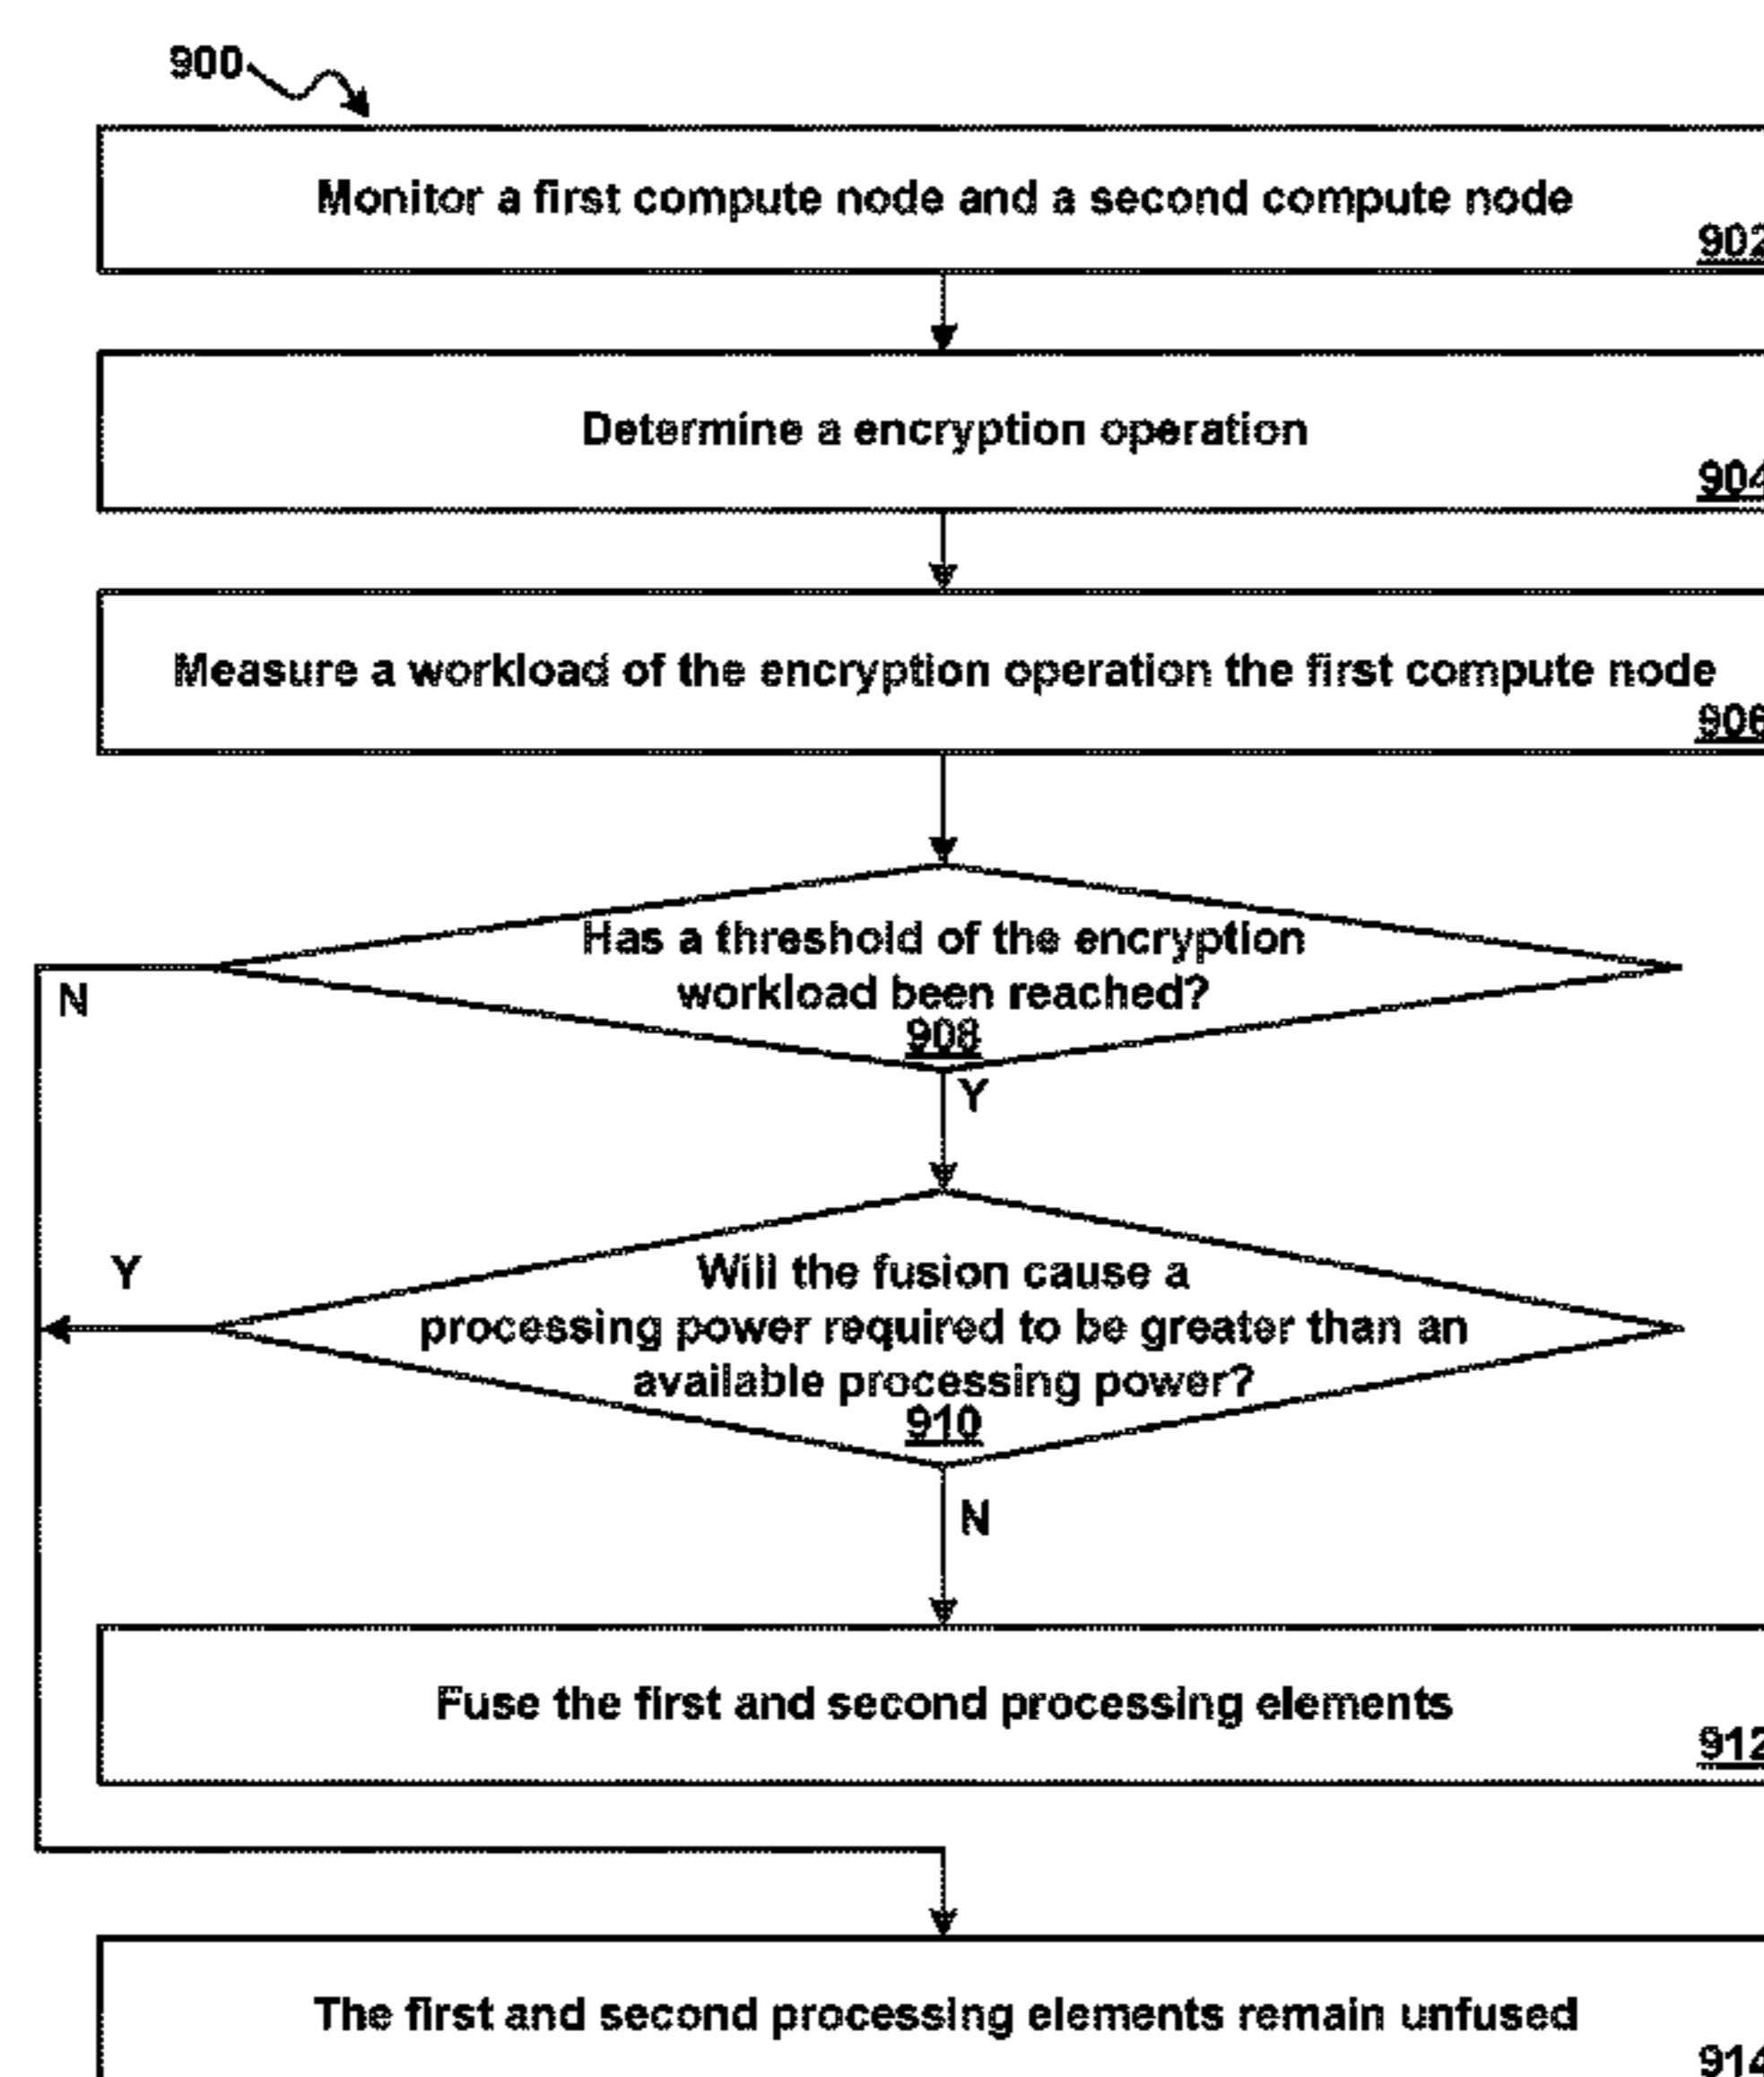 900
Monitor a first compute node and a second compute node
902
Determine a encryption operation
904
Measure a workload of the encryption operation the first compute node
906
Has a threshold of the encryption
workload been reached?
908
N
Y
Will the fusion cause a
processing power required to be greater than an
available processing power?
910
Y
N
Fuse the first and second processing elements
912
The first and second processing elements remain unfused
914